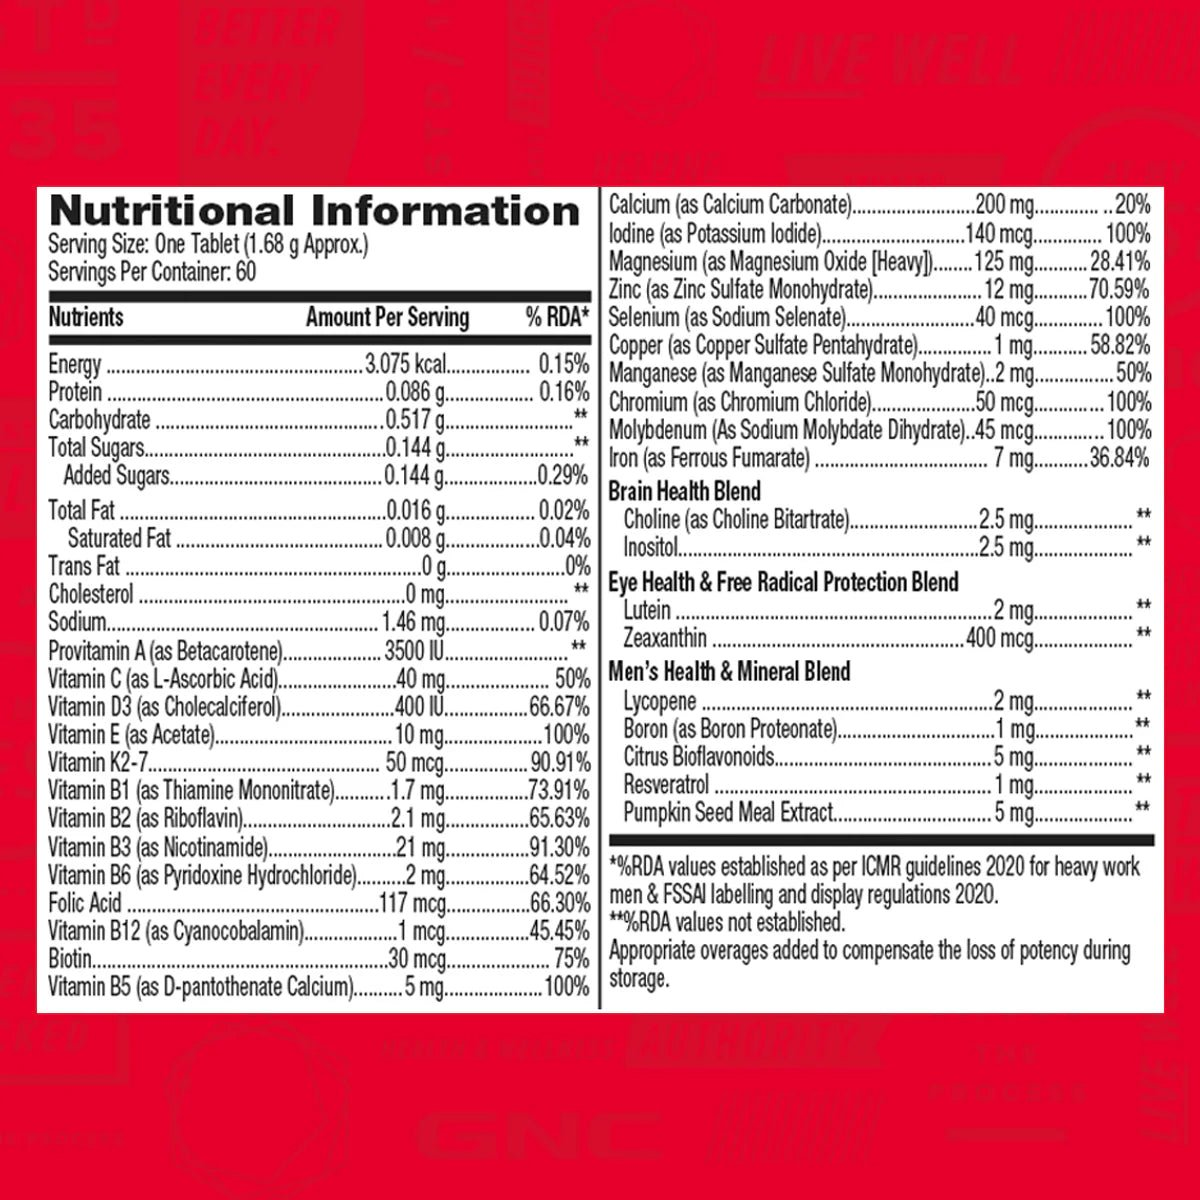 BETTER
EVERY
DAY.
LIVE WELL
35
Nutritional Information
Serving Size: One Tablet (1.68 g Approx.)
Servings Per Container: 60
Nutrients Amount Per Serving % RDA*
Energy ........ 3.075 kcal ........ 0.15%
Protein ........ 0.086 g ........ 0.16%
Carbohydrate ........ 0.517 g ........ **
Total Sugars ........ 0.144 g ........ **
Added Sugars ........ 0.144 g ........ 0.29%
Total Fat ........ 0.016 g ........ 0.02%
Saturated Fat ........ 0.008 g ........ 0.04%
Trans Fat ........ 0 g ........ 0%
Cholesterol ........ 0 mg ........ **
Sodium ........ 1.46 mg ........ 0.07%
Provitamin A (as Betacarotene) ........ 3500 IU ........ **
Vitamin C (as L-Ascorbic Acid) ........ 40 mg ........ 50%
Vitamin D3 (as Cholecalciferol) ........ 400 IU ........ 66.67%
Vitamin E (as Acetate) ........ 10 mg ........ 100%
Vitamin K2-7 ........ 50 mcg ........ 90.91%
Vitamin B1 (as Thiamine Mononitrate) ........ 1.7 mg ........ 73.91%
Vitamin B2 (as Riboflavin) ........ 2.1 mg ........ 65.63%
Vitamin B3 (as Nicotinamide) ........ 21 mg ........ 91.30%
Vitamin B6 (as Pyridoxine Hydrochloride) ........ 2 mg ........ 64.52%
Folic Acid ........ 117 mcg ........ 66.30%
Vitamin B12 (as Cyanocobalamin) ........ 1 mcg ........ 45.45%
Biotin ........ 30 mcg ........ 75%
Vitamin B5 (as D-pantothenate Calcium) ........ 5 mg ........ 100%
Calcium (as Calcium Carbonate) ........ 200 mg ........ 20%
Iodine (as Potassium Iodide) ........ 140 mcg ........ 100%
Magnesium (as Magnesium Oxide [Heavy]) ........ 125 mg ........ 28.41%
Zinc (as Zinc Sulfate Monohydrate) ........ 12 mg ........ 70.59%
Selenium (as Sodium Selenate) ........ 40 mcg ........ 100%
Copper (as Copper Sulfate Pentahydrate) ........ 1 mg ........ 58.82%
Manganese (as Manganese Sulfate Monohydrate) .. 2 mg ........ 50%
Chromium (as Chromium Chloride) ........ 50 mcg ........ 100%
Molybdenum (As Sodium Molybdate Dihydrate) .. 45 mcg ........ 100%
Iron (as Ferrous Fumarate) ........ 7 mg ........ 36.84%
Brain Health Blend
Choline (as Choline Bitartrate) ........ 2.5 mg ........ **
Inositol ........ 2.5 mg ........ **
Eye Health & Free Radical Protection Blend
Lutein ........ 2 mg ........ **
Zeaxanthin ........ 400 mcg ........ **
Men's Health & Mineral Blend
Lycopene ........ 2 mg ........ **
Boron (as Boron Proteonate) ........ 1 mg ........ **
Citrus Bioflavonoids ........ 5 mg ........ **
Resveratrol ........ 1 mg ........ **
Pumpkin Seed Meal Extract ........ 5 mg ........ **
*%RDA values established as per ICMR guidelines 2020 for heavy work
men & FSSAI labelling and display regulations 2020.
**%RDA values not established.
Appropriate overages added to compensate the loss of potency during
storage.
THE
PROCESS
GNC